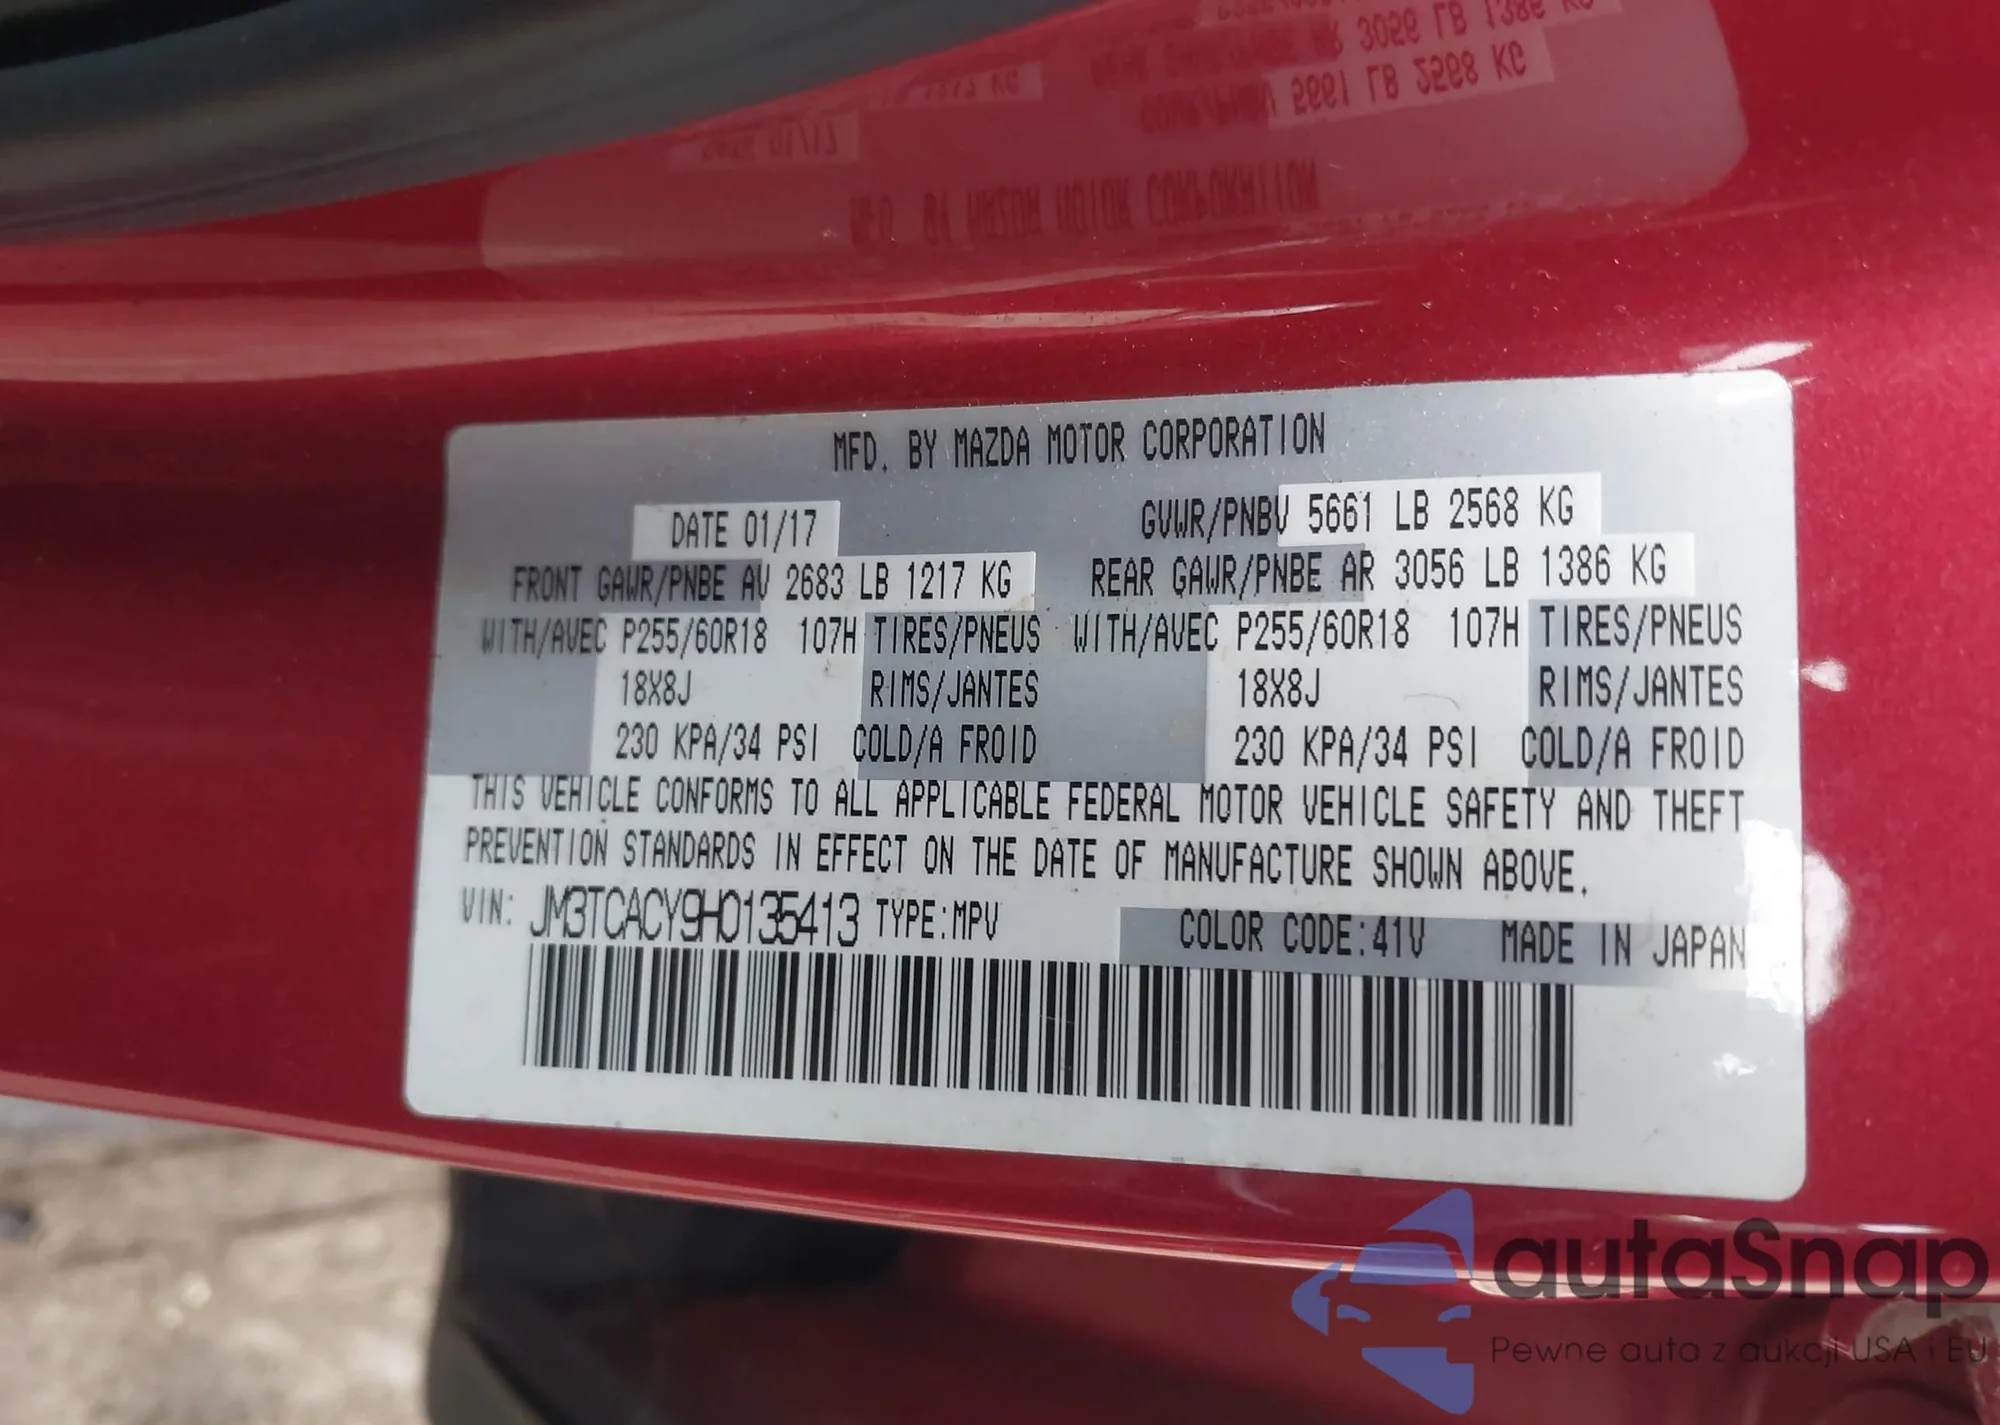 MFD. BY MAZDA MOTOR CORPORATION
DATE 01/17 GVWR/PNBV 5661 LB 2568 KG
FRONT GAWR/PNBE AV 2683 LB 1217 KG REAR GAWR/PNBE AR 3056 LB 1386 KG
WITH/AVEC P255/60R18 107H TIRES/PNEUS WITH/AVEC P255/60R18 107H TIRES/PNEUS
18X8J RIMS/JANTES 18X8J RIMS/JANTES
230 KPA/34 PSI COLD/A FROID 230 KPA/34 PSI COLD/A FROID
THIS VEHICLE CONFORMS TO ALL APPLICABLE FEDERAL MOTOR VEHICLE SAFETY AND THEFT
PREVENTION STANDARDS IN EFFECT ON THE DATE OF MANUFACTURE SHOWN ABOVE.
VIN: JM3TCACY9H0135413 TYPE:MPV COLOR CODE:41V MADE IN JAPAN
autaSnap
Pewne auta z aukcji USA i EU